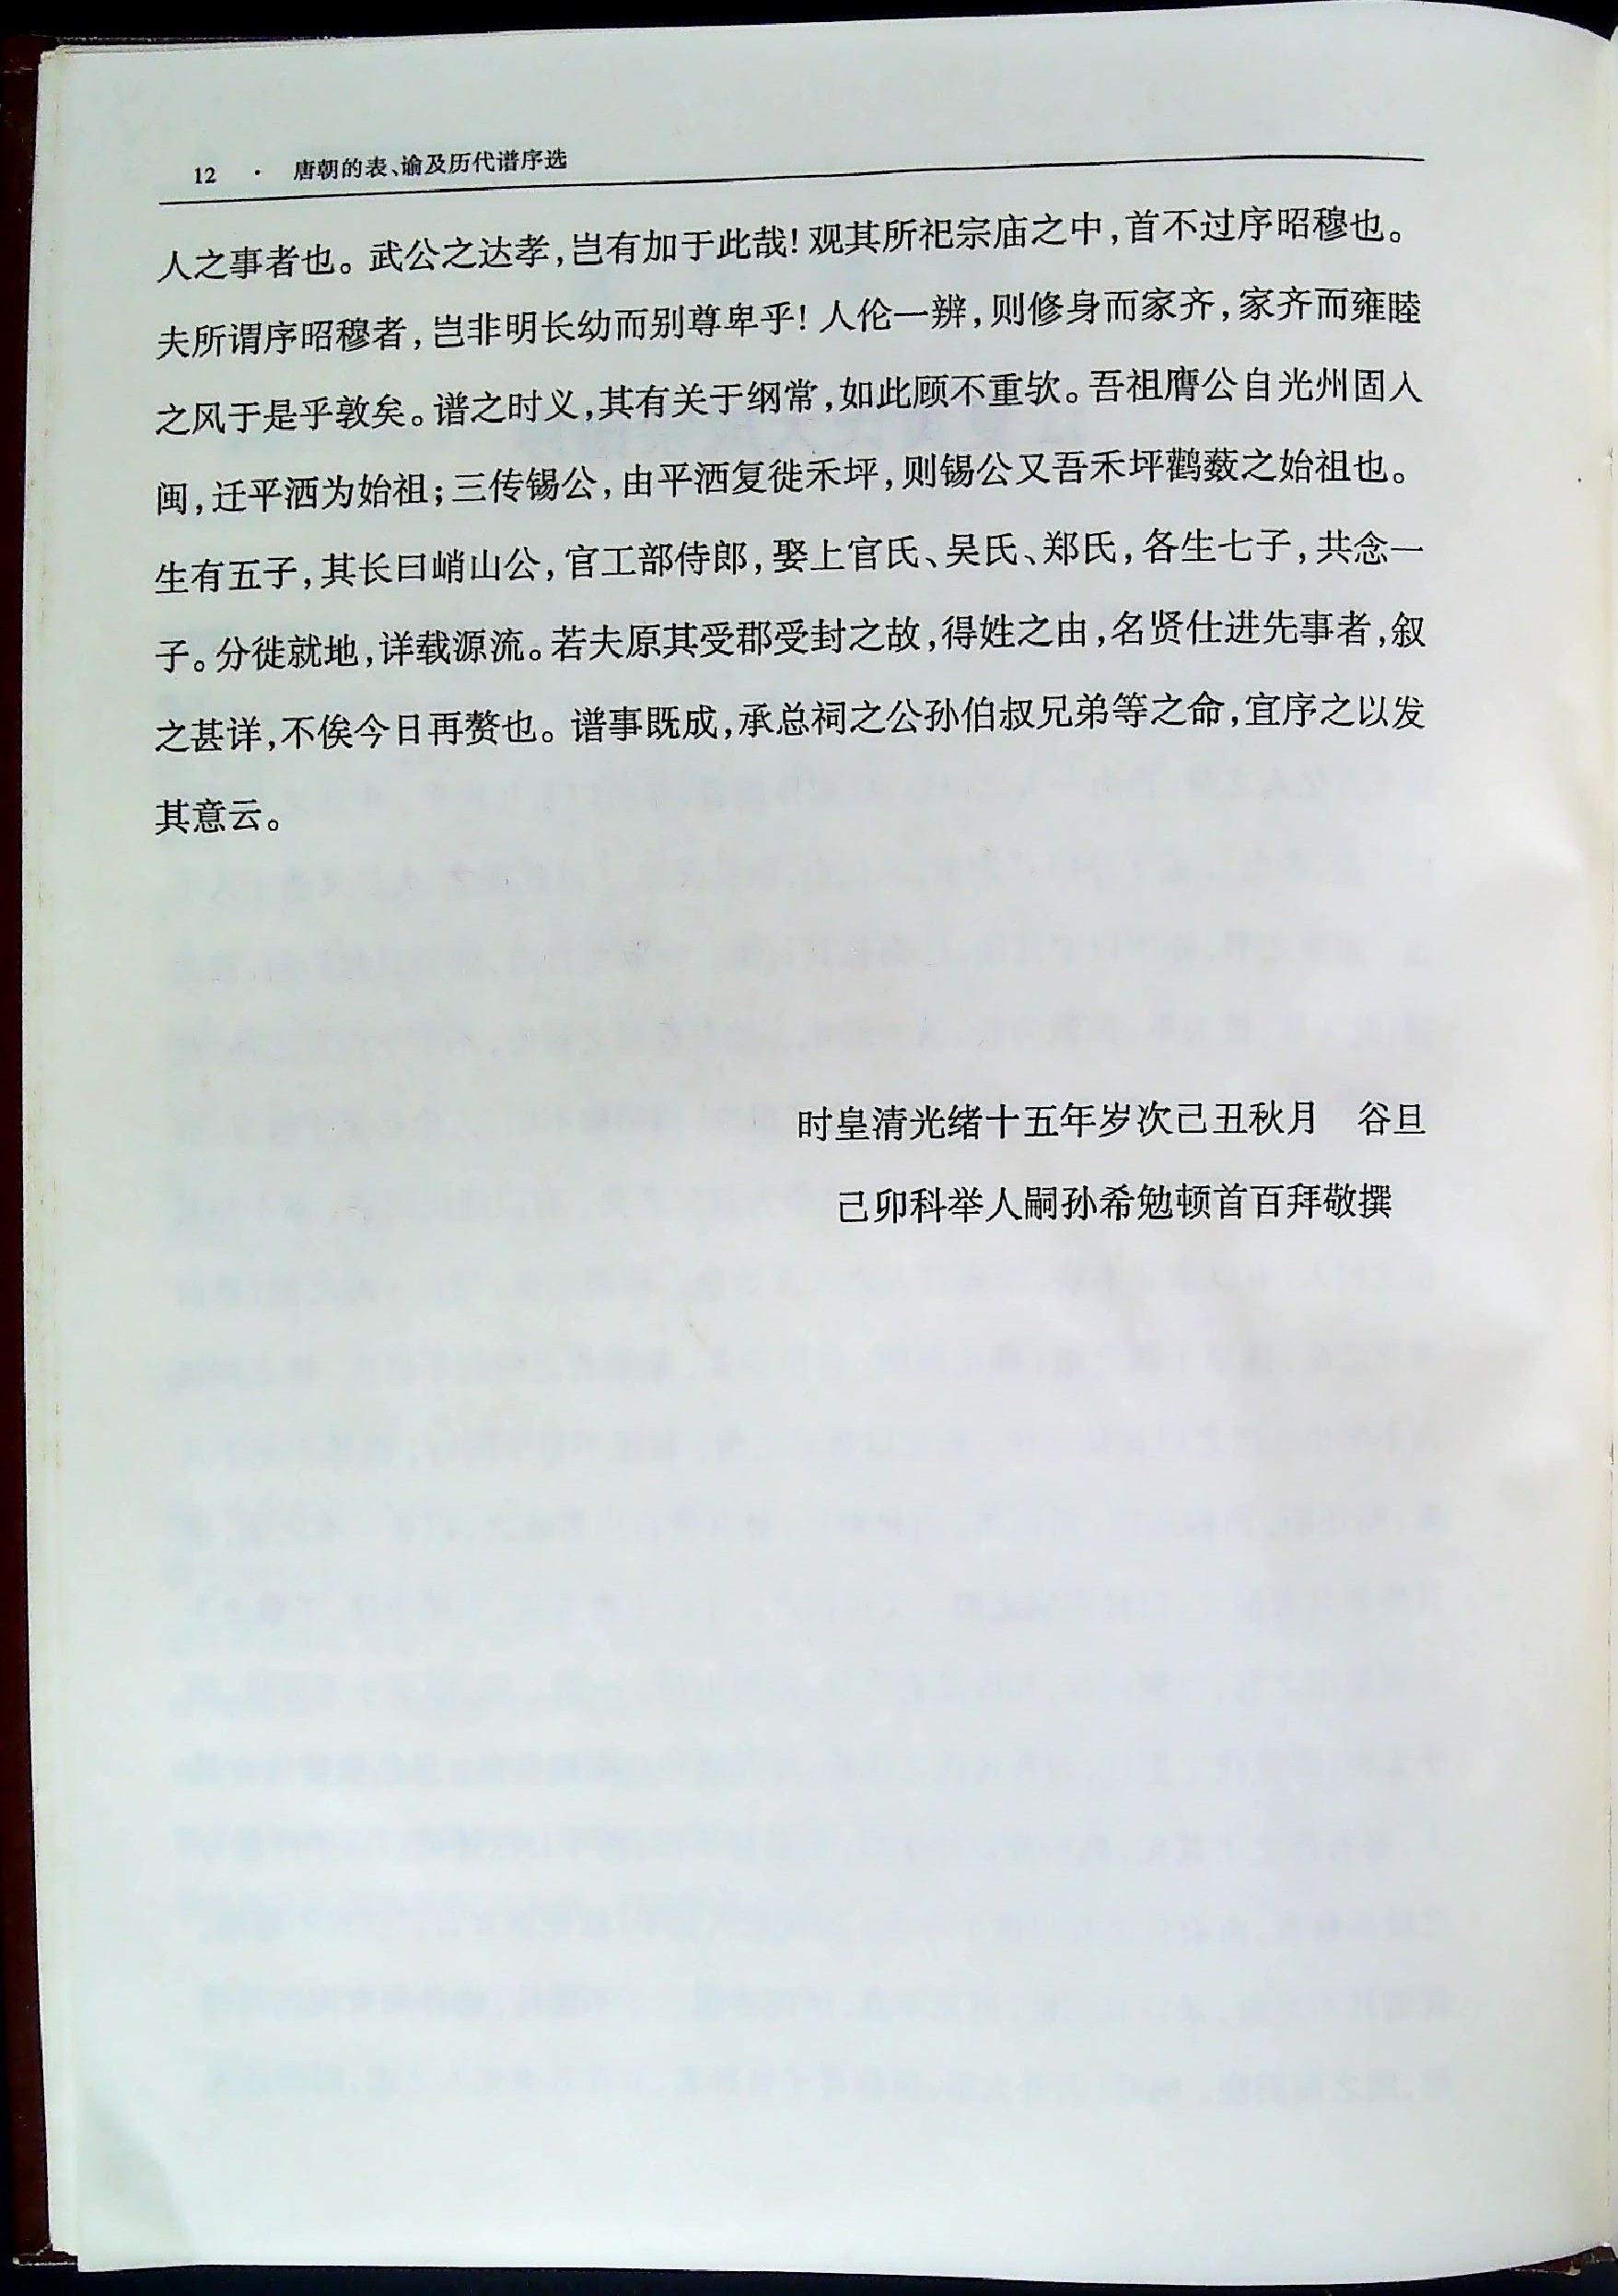 12 · 唐朝的表、谕及历代谱序选
人之事者也。武公之达孝,岂有加于此哉!观其所祀宗庙之中,首不过序昭穆也。
夫所谓序昭穆者,岂非明长幼而别尊卑乎!人伦一辨,则修身而家齐,家齐而雍睦
之风于是乎敦矣。谱之时义,其有关于纲常,如此顾不重欤。吾祖膺公自光州固入
闽,迁平洒为始祖;三传锡公,由平洒复徙禾坪,则锡公又吾禾坪鹳薮之始祖也。
生有五子,其长曰峭山公,官工部侍郎,娶上官氏、吴氏、郑氏,各生七子,共念一
子。分徙就地,详载源流。若夫原其受郡受封之故,得姓之由,名贤仕进先事者,叙
之甚详,不俟今日再赘也。谱事既成,承总祠之公孙伯叔兄弟等之命,宜序之以发
其意云。
时皇清光绪十五年岁次己丑秋月 谷旦
己卯科举人嗣孙希勉顿首百拜敬撰